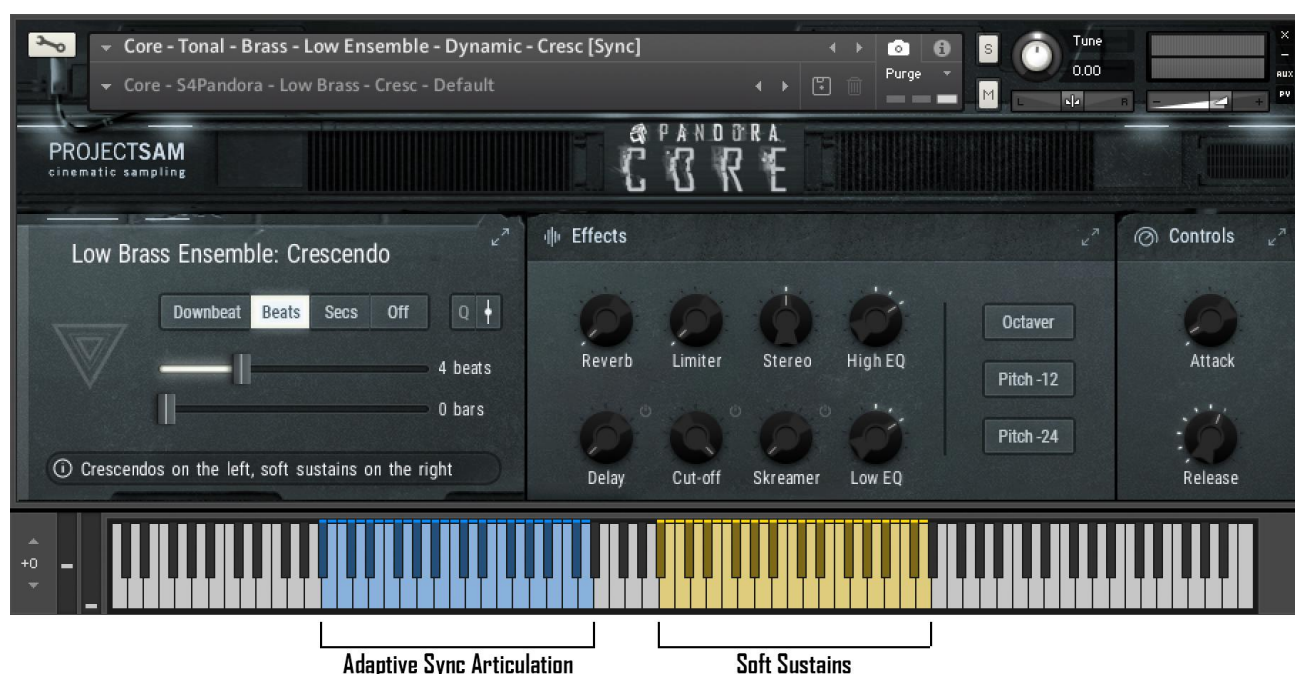 Core - Tonal - Brass - Low Ensemble - Dynamic - Cresc [Sync]
Core - S4Pandora - Low Brass - Cresc - Default
Purge
S
M
Tune
0.00
L
R
-
+
×
-
AUX
PV
PROJECTSAM
cinematic sampling
PANDORA
CORE
Low Brass Ensemble: Crescendo
Downbeat Beats Secs Off Q
4 beats
0 bars
Crescendos on the left, soft sustains on the right
Effects
Reverb Limiter Stereo High EQ
Delay Cut-off Skreamer Low EQ
Octaver
Pitch -12
Pitch -24
Controls
Attack
Release
+0
Adaptive Sync Articulation
Soft Sustains